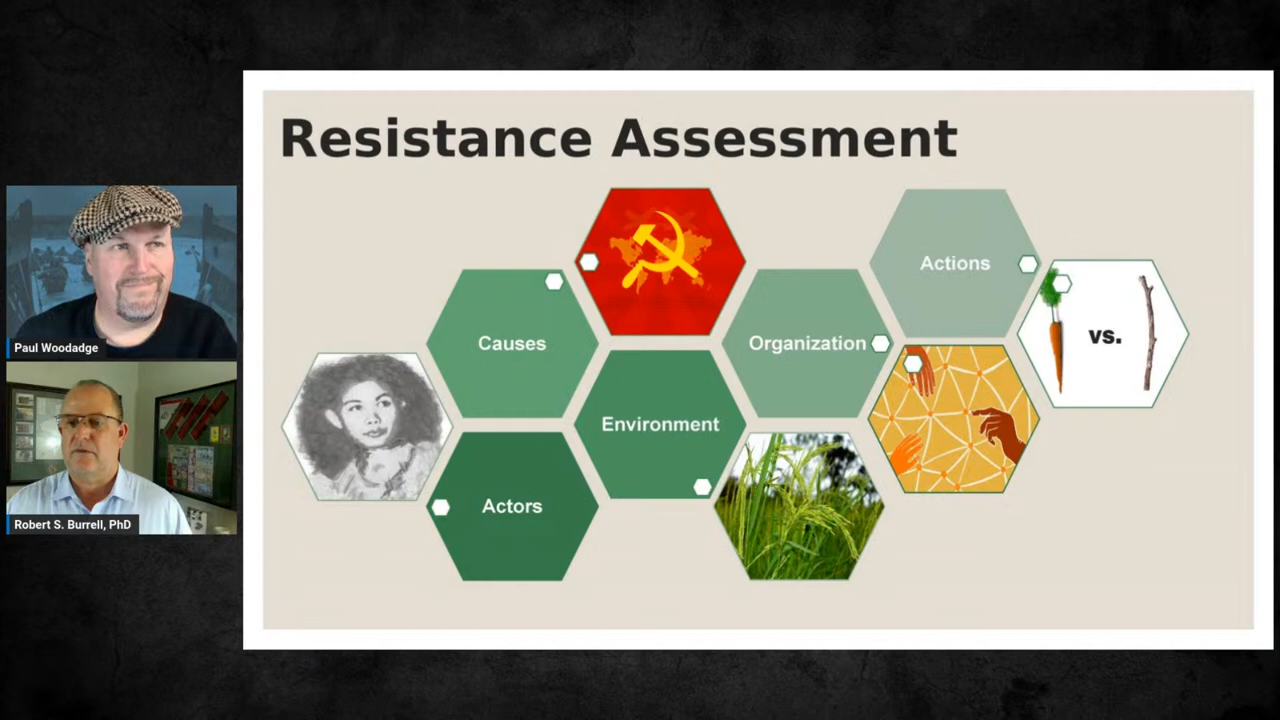 Resistance Assessment
Actions
Causes
Organization
vs.
Environment
Actors
Paul Woodadge
Robert S. Burrell, PhD